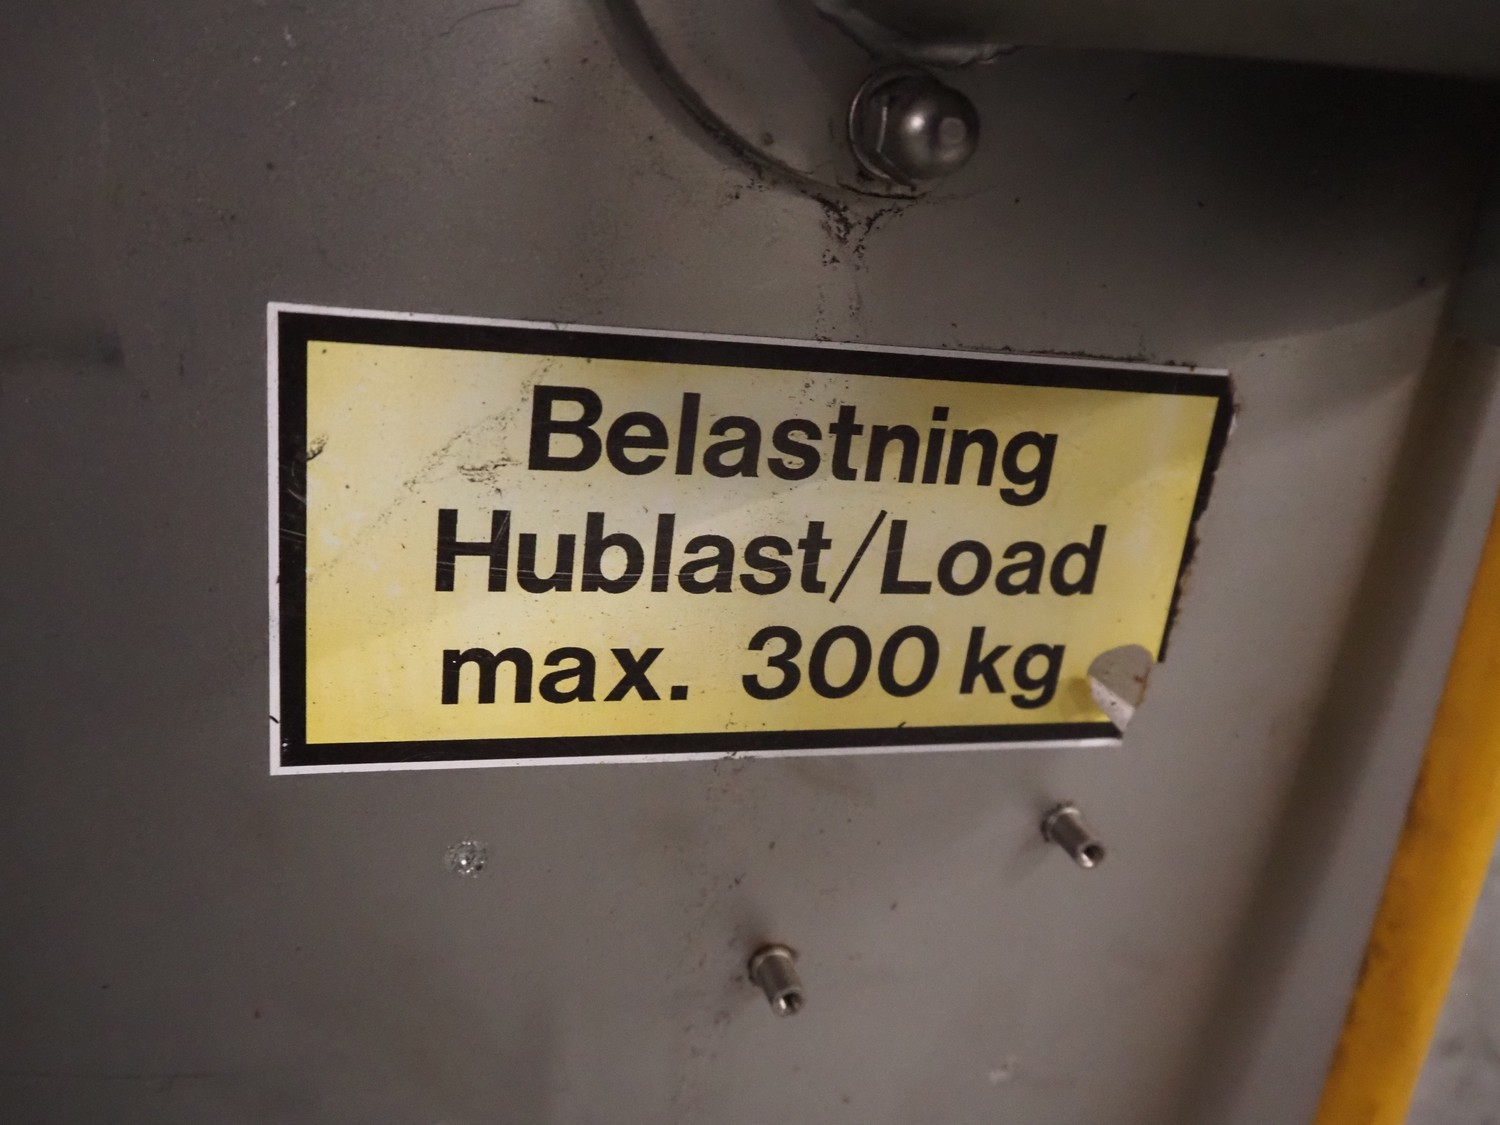 Belastning
Hublast/Load
max. 300 kg